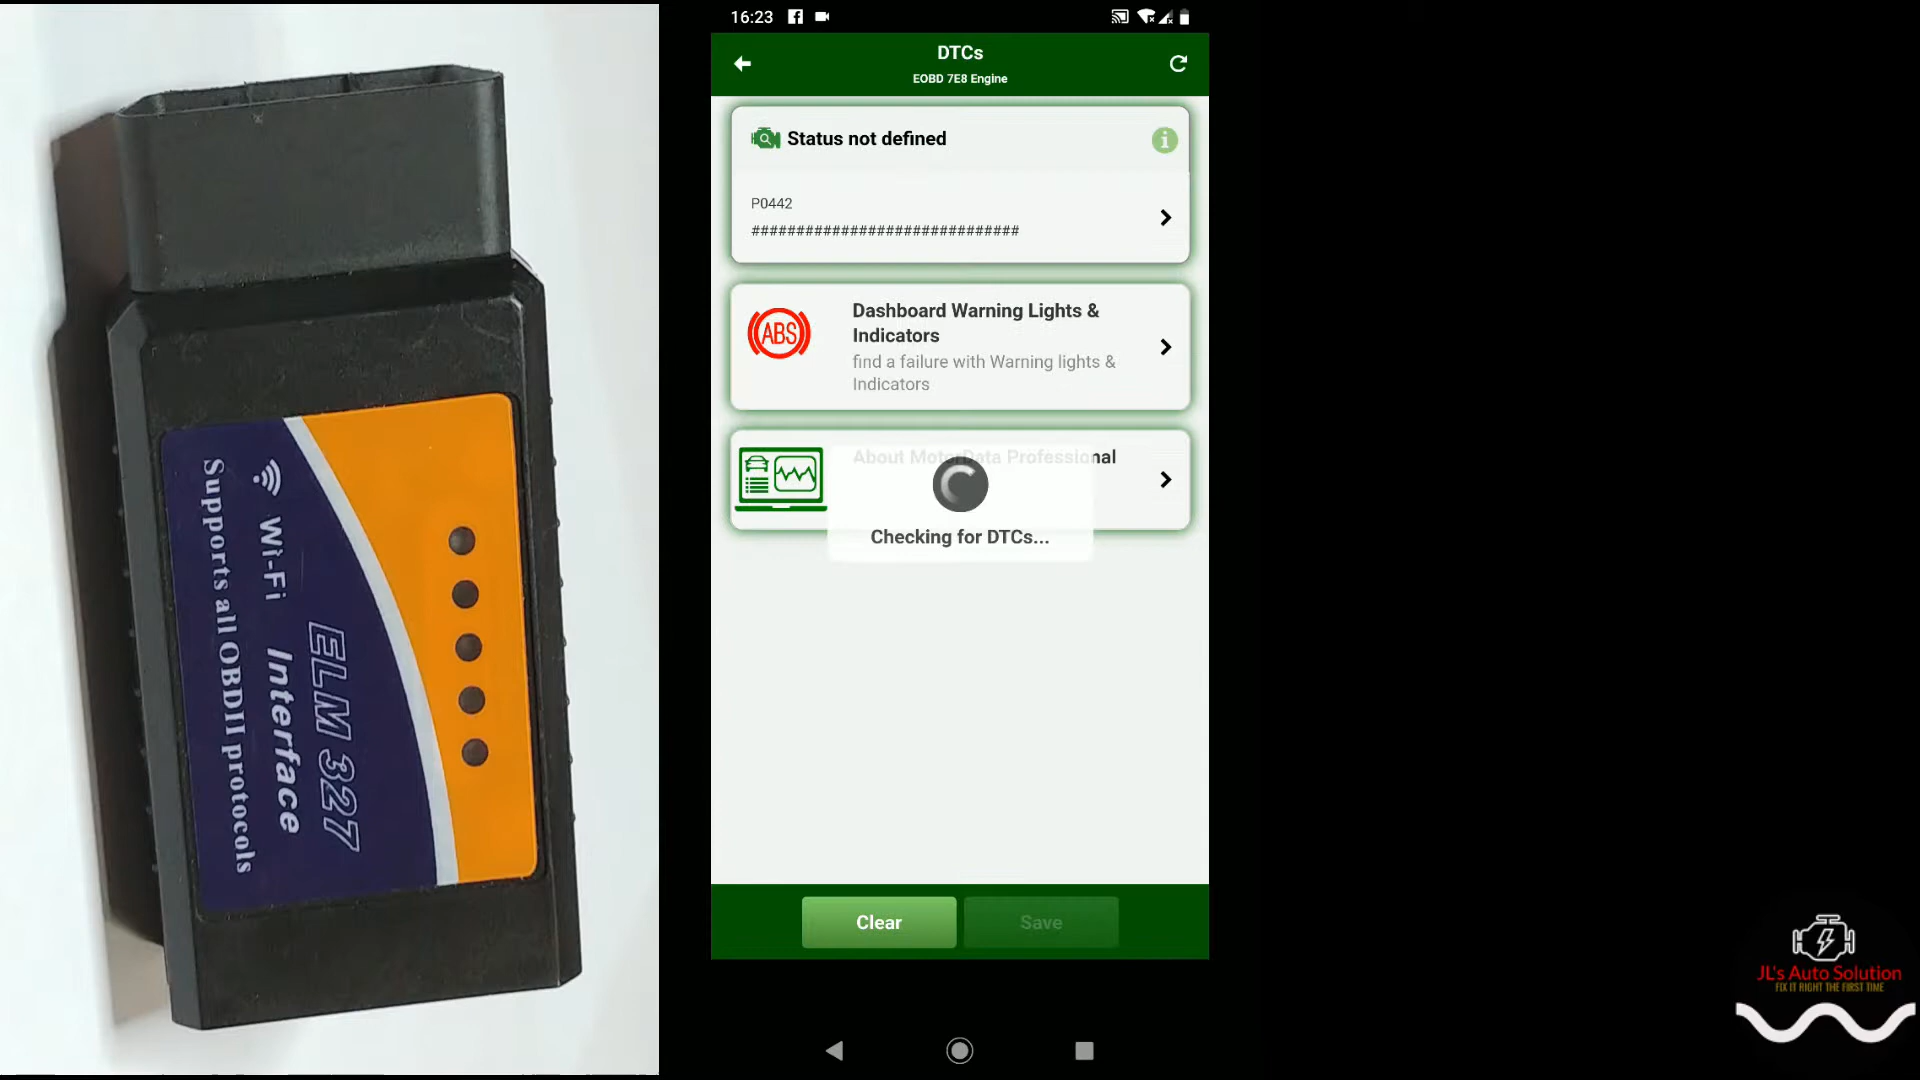 Supports all OBDII protocols
Wi-Fi Interface
ELM 327
16:23
DTCs
EOBD 7E8 Engine
Status not defined
P0442
##############################
ABS
Dashboard Warning Lights &
Indicators
find a failure with Warning lights &
Indicators
About MotorData Professional
Checking for DTCs...
Clear
Save
JL's Auto Solution
FIX IT RIGHT THE FIRST TIME